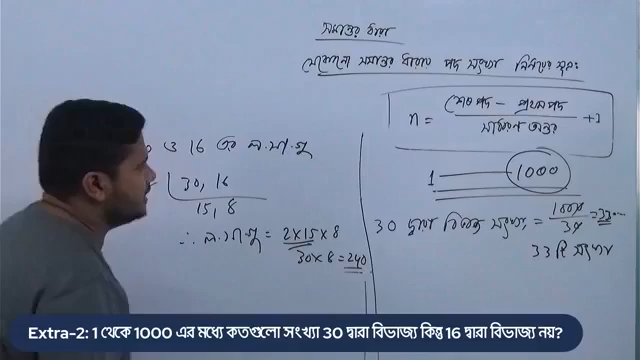 সমান্তর ধারা
যেকোনো সমান্তর ধারার পদ সংখ্যা নির্ণয়ের সূত্র:
n = শেষ পদ - প্রথম পদ / সাধারণ অন্তর +1
1 1000
30 দ্বারা বিভাজ্য সংখ্যা = 1000/30 = 33
33 টি সংখ্যা
ও 16 এর ল.সা.গু
30, 16
15, 8
∴ ল.সা.গু = 2×15×8
30×8 = 240
Extra-2: 1 থেকে 1000 এর মধ্যে কতগুলো সংখ্যা 30 দ্বারা বিভাজ্য কিন্তু 16 দ্বারা বিভাজ্য নয়?